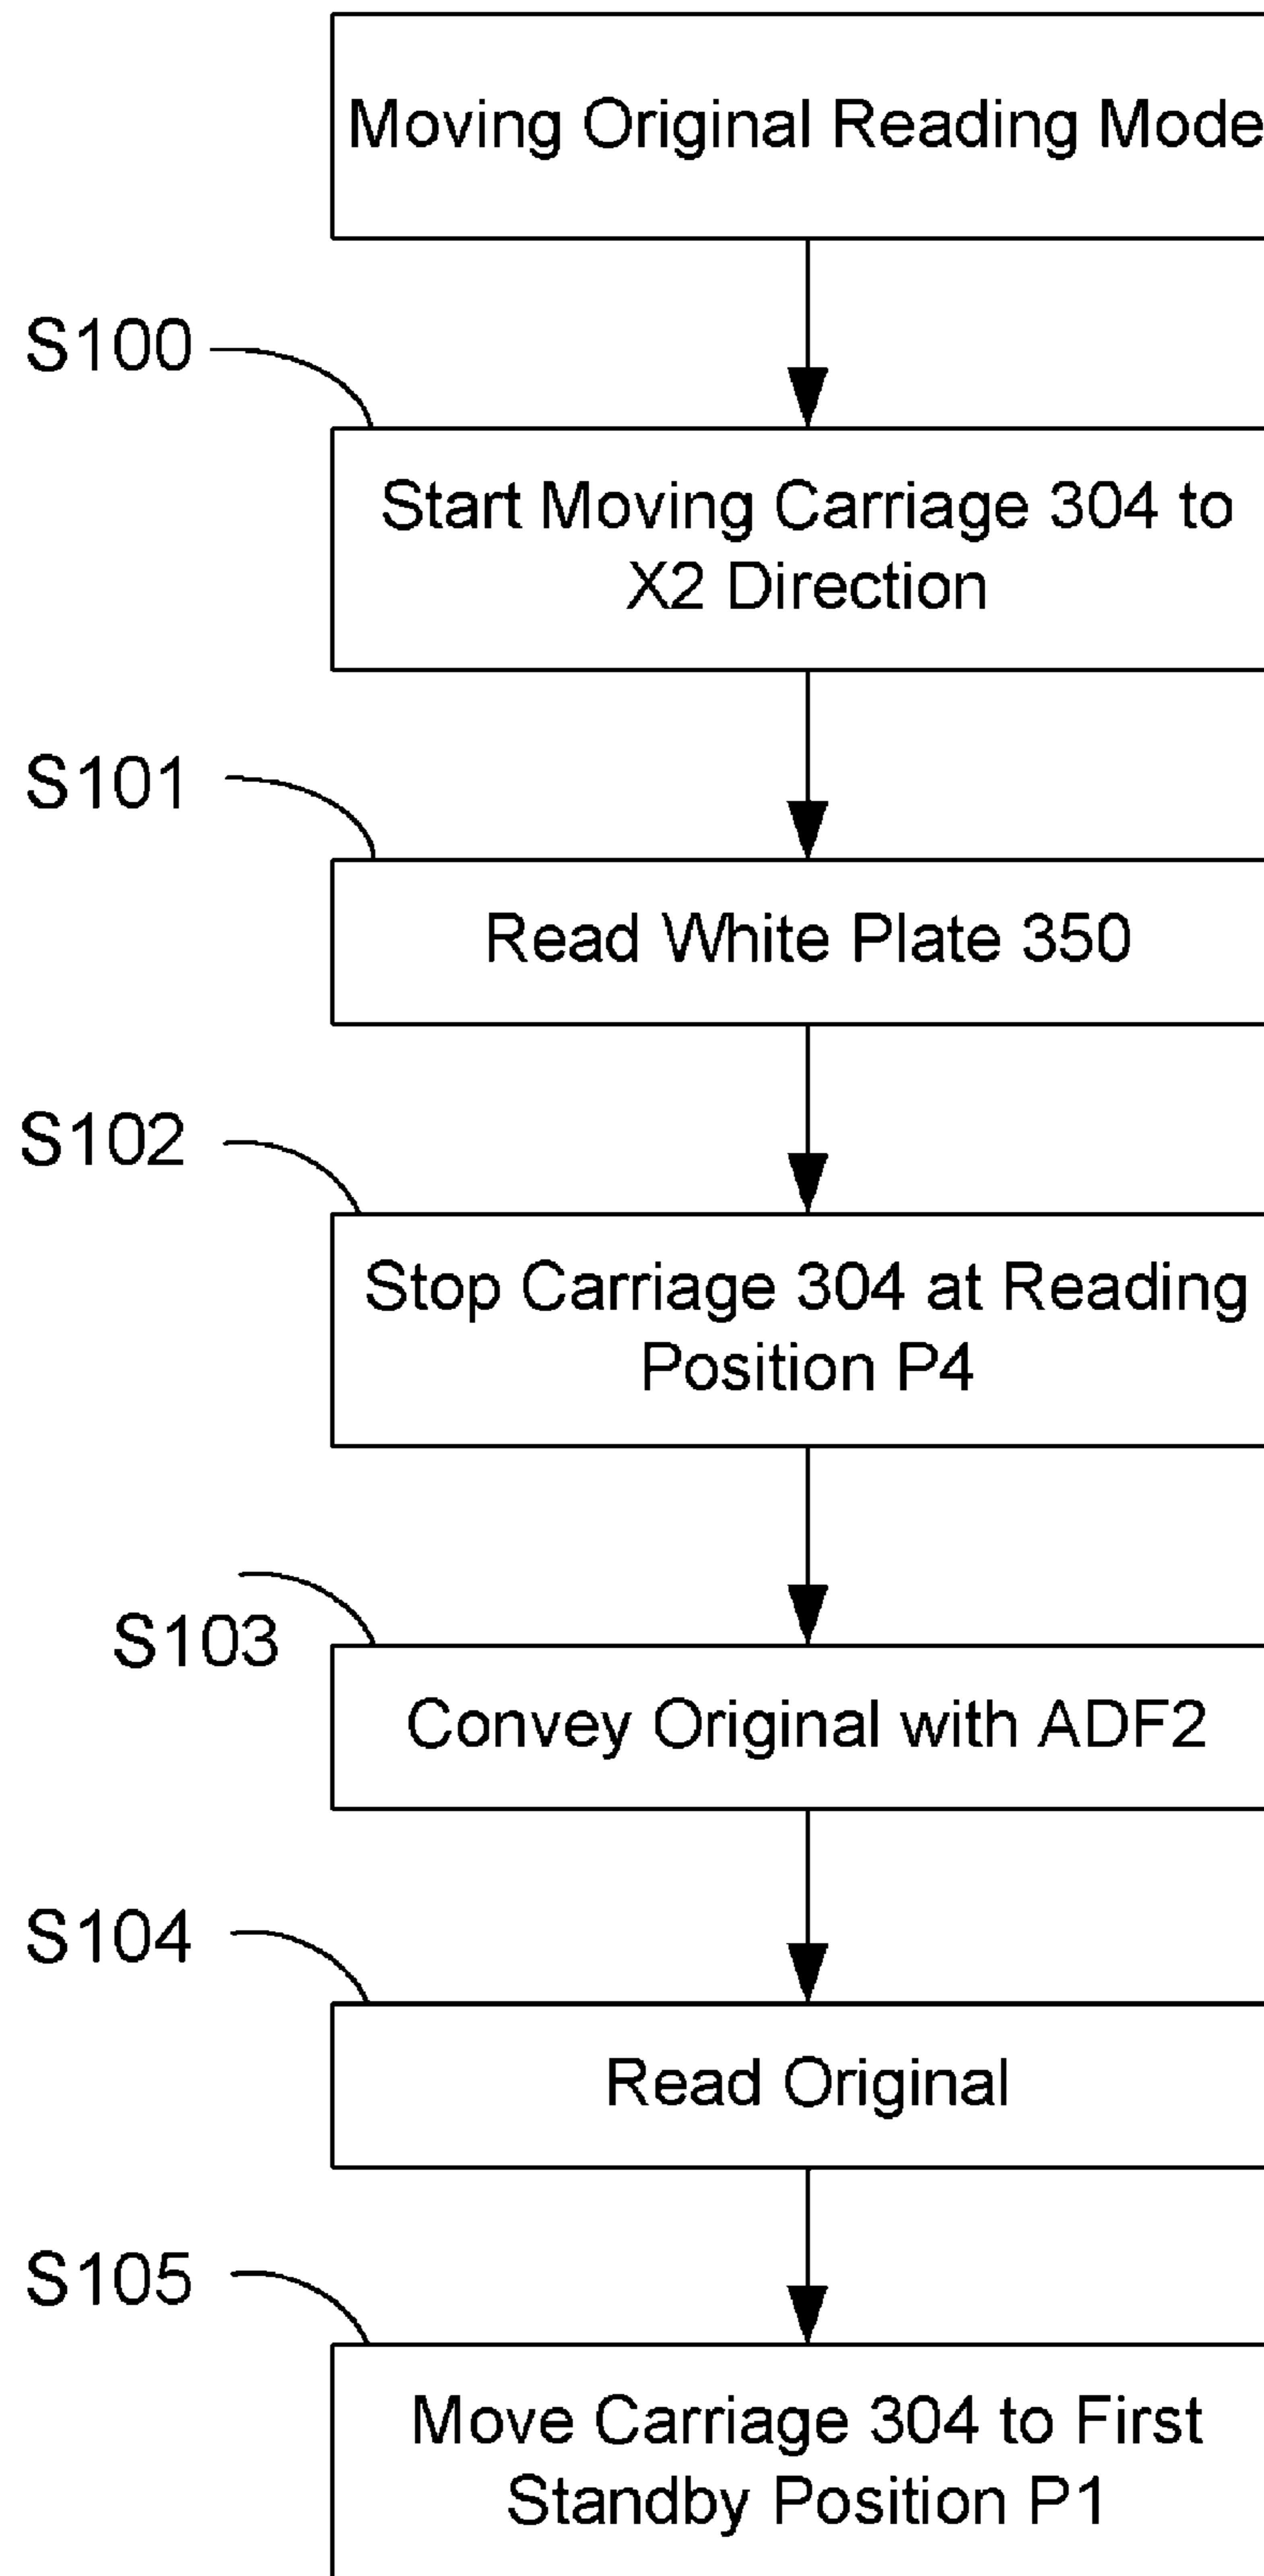 Moving Original Reading Mode
S100
Start Moving Carriage 304 to
X2 Direction
S101
Read White Plate 350
S102
Stop Carriage 304 at Reading
Position P4
S103
Convey Original with ADF2
S104
Read Original
S105
Move Carriage 304 to First
Standby Position P1